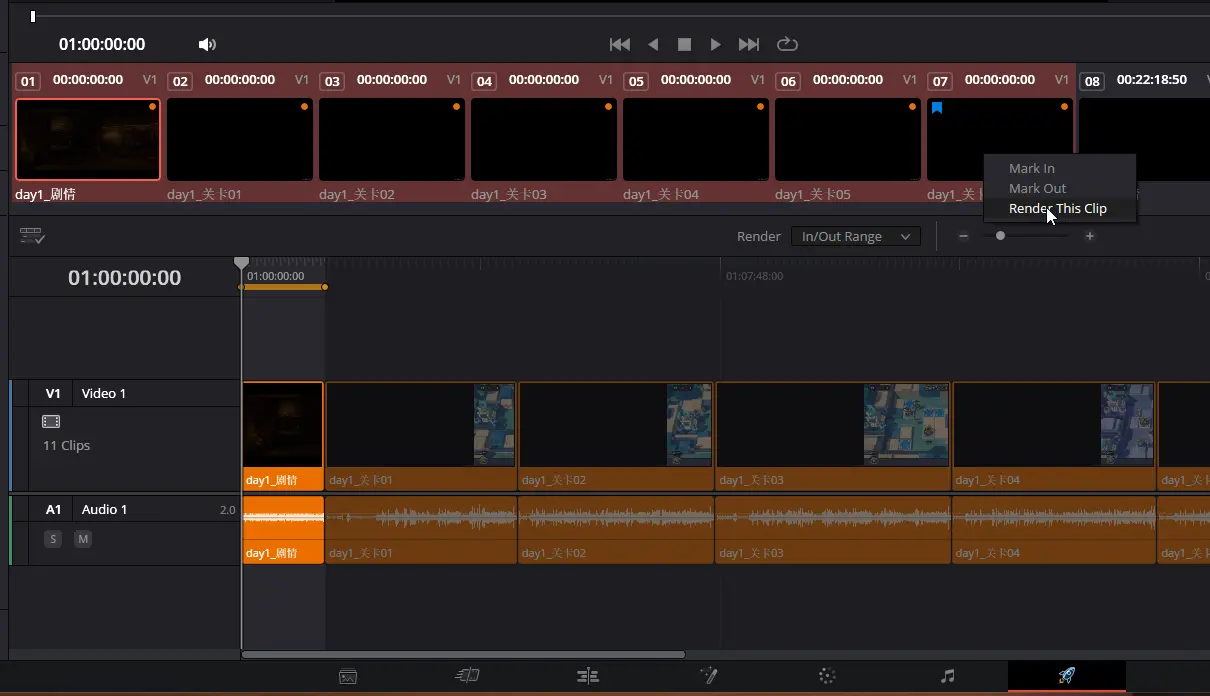 01:00:00:00
01 00:00:00:00 V1 02 00:00:00:00 V1 03 00:00:00:00 V1 04 00:00:00:00 V1 05 00:00:00:00 V1 06 00:00:00:00 V1 07 00:00:00:00 V1 08 00:22:18:50
day1_剧情 day1_关卡01 day1_关卡02 day1_关卡03 day1_关卡04 day1_关卡05 day1_关
Mark In
Mark Out
Render This Clip
Render In/Out Range
01:00:00:00
01:00:00:00 01:07:48:00
V1 Video 1
11 Clips
day1_剧情 day1_关卡01 day1_关卡02 day1_关卡03 day1_关卡04 day1_关
A1 Audio 1 2.0
S M
day1_剧情 day1_关卡01 day1_关卡02 day1_关卡03 day1_关卡04 day1_关